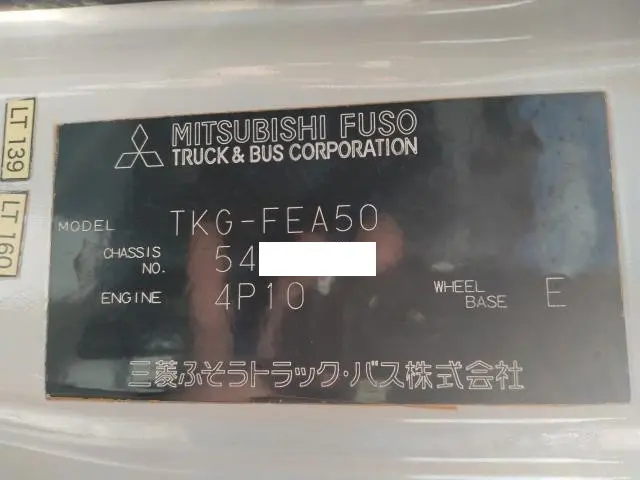 LT 139
LT 160
MITSUBISHI FUSO
TRUCK & BUS CORPORATION
MODEL TKG-FEA50
CHASSIS NO. 54
ENGINE 4P10 WHEEL BASE E
三菱ふそうトラック・バス株式会社